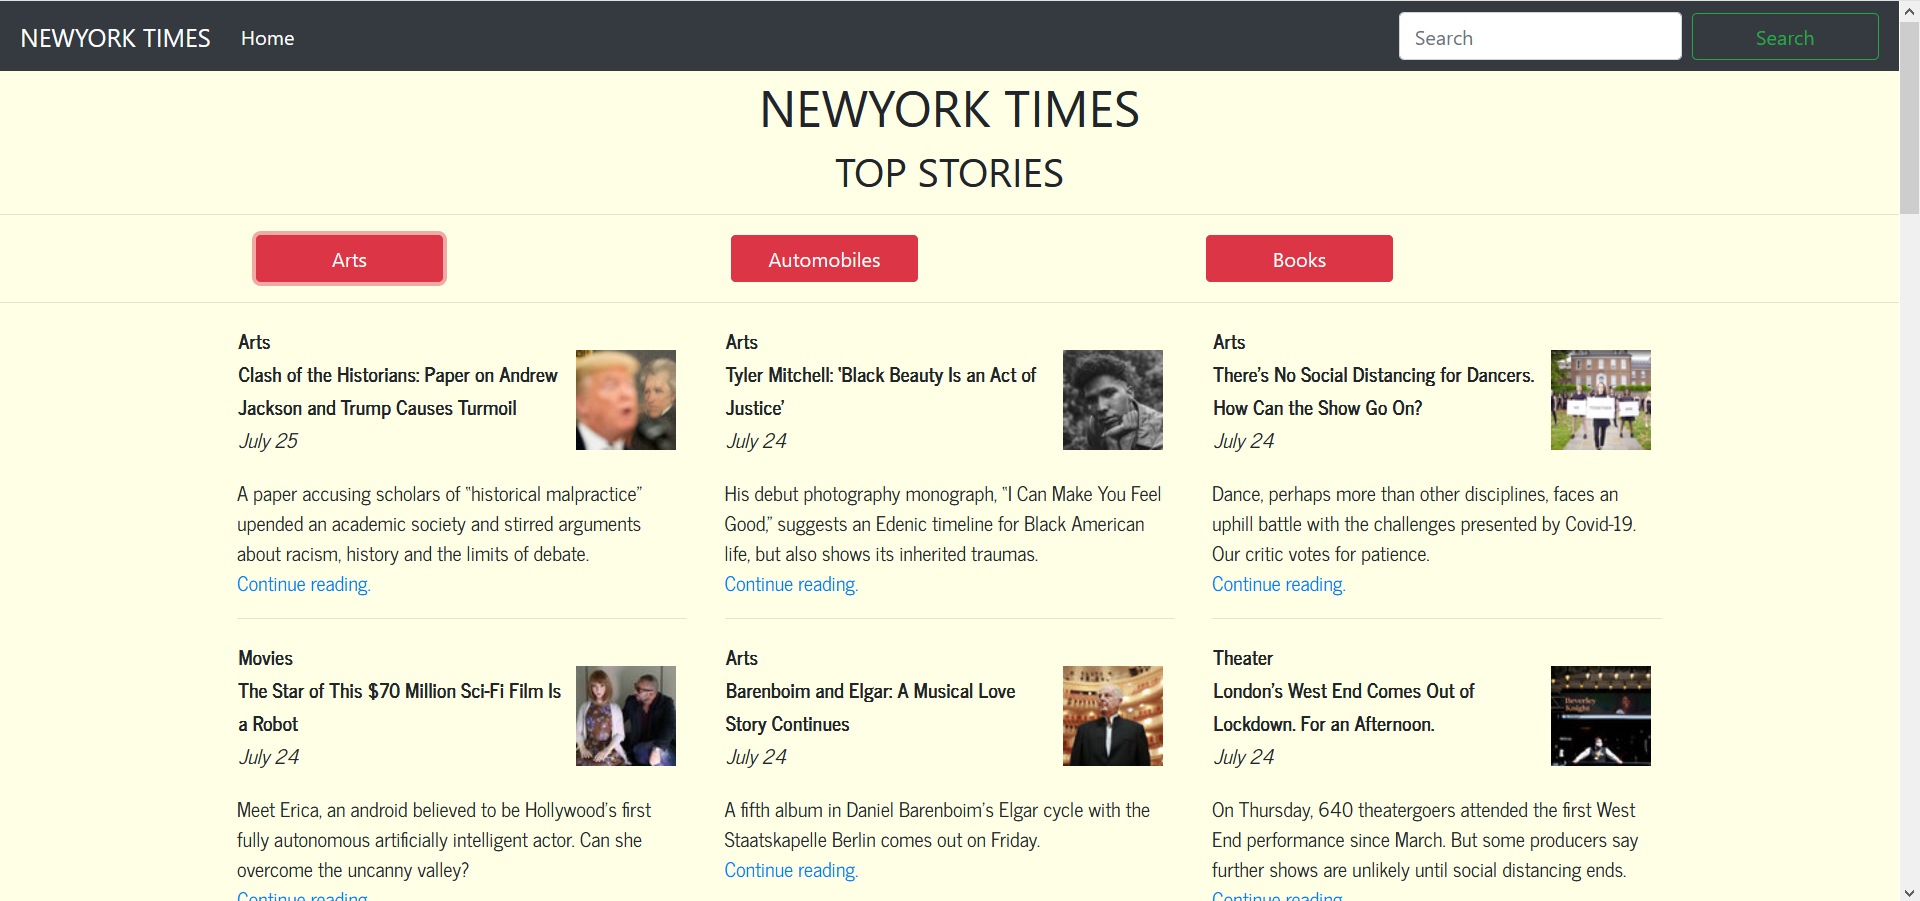 NEWYORK TIMES Home Search Search
NEWYORK TIMES
TOP STORIES
Arts Automobiles Books
Arts
Clash of the Historians: Paper on Andrew
Jackson and Trump Causes Turmoil
July 25
A paper accusing scholars of “historical malpractice”
upended an academic society and stirred arguments
about racism, history and the limits of debate.
Continue reading.
Arts
Tyler Mitchell: ‘Black Beauty Is an Act of
Justice’
July 24
His debut photography monograph, “I Can Make You Feel
Good,” suggests an Edenic timeline for Black American
life, but also shows its inherited traumas.
Continue reading.
Arts
There’s No Social Distancing for Dancers.
How Can the Show Go On?
July 24
Dance, perhaps more than other disciplines, faces an
uphill battle with the challenges presented by Covid-19.
Our critic votes for patience.
Continue reading.
Movies
The Star of This $70 Million Sci-Fi Film Is
a Robot
July 24
Meet Erica, an android believed to be Hollywood’s first
fully autonomous artificially intelligent actor. Can she
overcome the uncanny valley?
Continue reading.
Arts
Barenboim and Elgar: A Musical Love
Story Continues
July 24
A fifth album in Daniel Barenboim’s Elgar cycle with the
Staatskapelle Berlin comes out on Friday.
Continue reading.
Theater
London’s West End Comes Out of
Lockdown. For an Afternoon.
July 24
Beverley
Knight
On Thursday, 640 theatergoers attended the first West
End performance since March. But some producers say
further shows are unlikely until social distancing ends.
Continue reading.